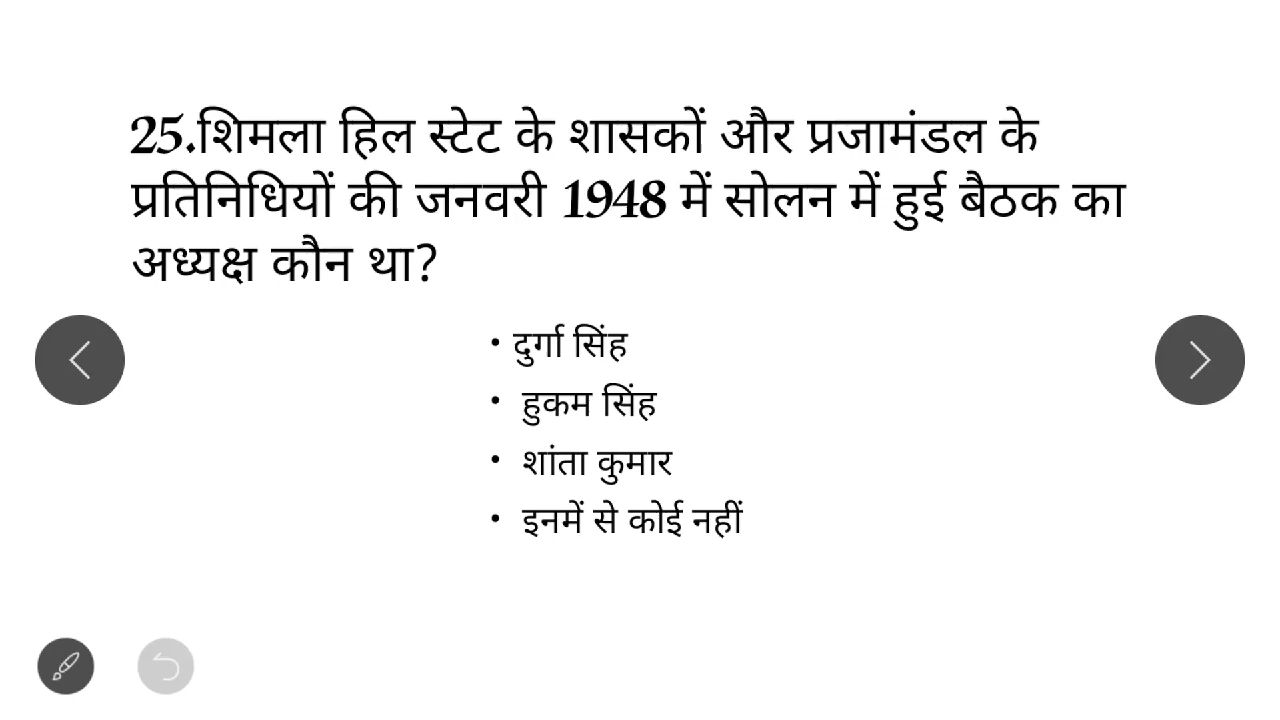 25.शिमला हिल स्टेट के शासकों और प्रजामंडल के
प्रतिनिधियों की जनवरी 1948 में सोलन में हुई बैठक का
अध्यक्ष कौन था?
• दुर्गा सिंह
• हुकम सिंह
• शांता कुमार
• इनमें से कोई नहीं